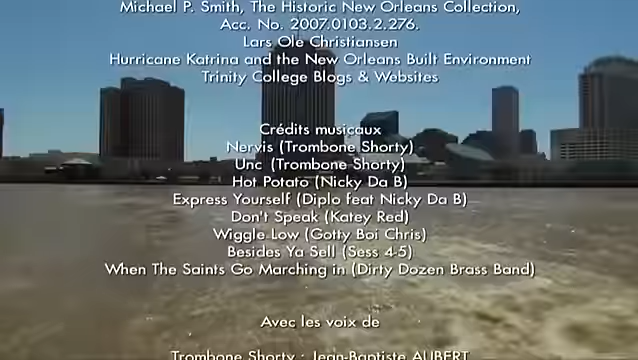 Michael P. Smith, The Historic New Orleans Collection,
Acc. No. 2007.0103.2.276.
Lars Ole Christiansen
Hurricane Katrina and the New Orleans Built Environment
Trinity College Blogs & Websites
Crédits musicaux
Nervis (Trombone Shorty)
Unc (Trombone Shorty)
Hot Potato (Nicky Da B)
Express Yourself (Diplo feat Nicky Da B)
Don't Speak (Katey Red)
Wiggle Low (Gotty Boi Chris)
Besides Ya Sell (Sess 4-5)
When The Saints Go Marching in (Dirty Dozen Brass Band)
Avec les voix de
Trombone Shorty : Jean-Baptiste AUBERT